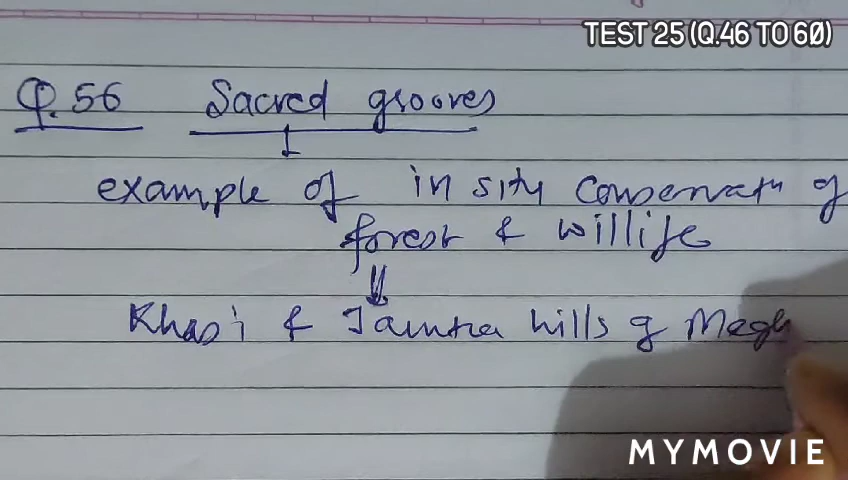 TEST 25 (Q.46 TO 60)
Q.56 Sacred grooves
example of in situ conservatn of
forest & willife
Khasi & Jaintia hills of Megh
MYMOVIE